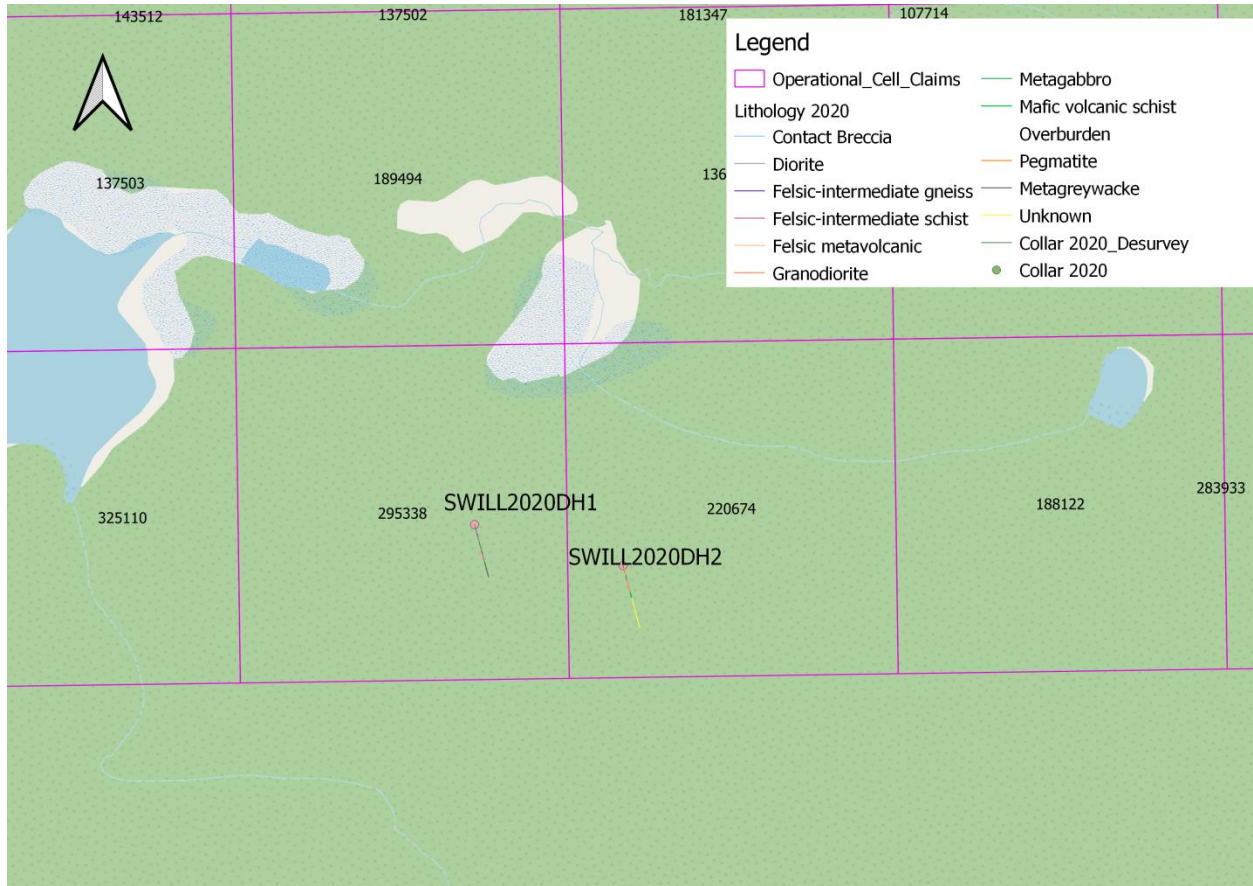 143512
137502
181347
107714
Legend
Operational_Cell_Claims
Lithology 2020
Contact Breccia
Diorite
Felsic-intermediate gneiss
Felsic-intermediate schist
Felsic metavolcanic
Granodiorite
Metagabbro
Mafic volcanic schist
Overburden
Pegmatite
Metagreywacke
Unknown
Collar 2020_Desurvey
Collar 2020
137503
189494
136
325110
295338
SWILL2020DH1
SWILL2020DH2
220674
188122
283933